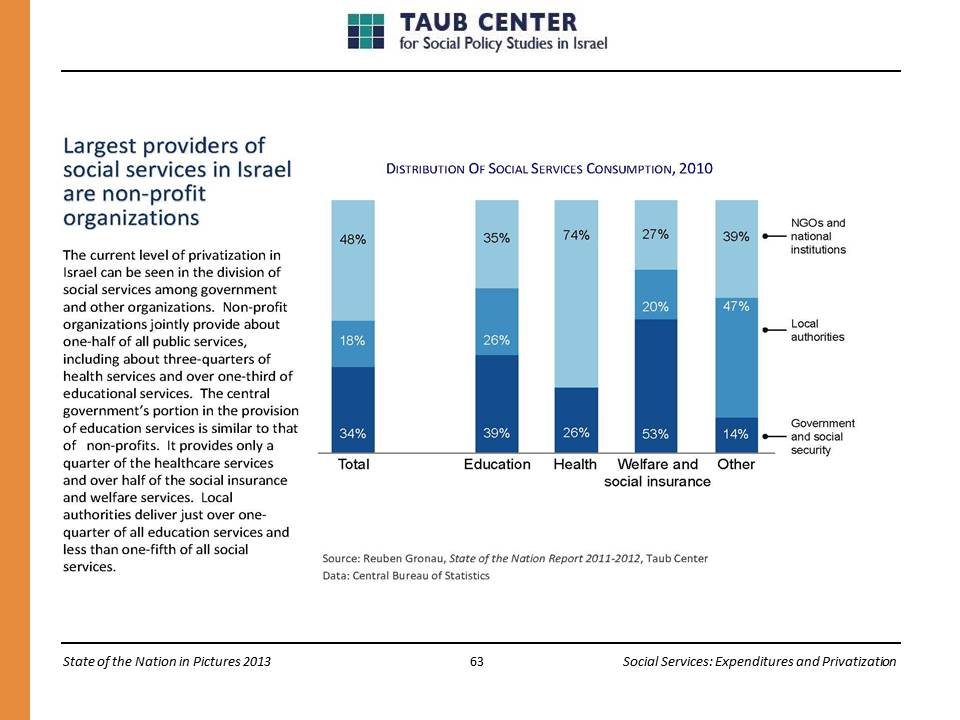 TAUB CENTER
for Social Policy Studies in Israel
Largest providers of
social services in Israel
are non-profit
organizations
The current level of privatization in
Israel can be seen in the division of
social services among government
and other organizations. Non-profit
organizations jointly provide about
one-half of all public services,
including about three-quarters of
health services and over one-third of
educational services. The central
government's portion in the provision
of education services is similar to that
of non-profits. It provides only a
quarter of the healthcare services
and over half of the social insurance
and welfare services. Local
authorities deliver just over one-
quarter of all education services and
less than one-fifth of all social
services.
DISTRIBUTION OF SOCIAL SERVICES CONSUMPTION, 2010
48% 35% 74% 27% 39%
NGOs and
national
institutions
18% 26% 20% 47%
Local
authorities
34% 39% 26% 53% 14%
Government
and social
security
Total Education Health Welfare and Other
social insurance
Source: Reuben Gronau, State of the Nation Report 2011-2012, Taub Center
Data: Central Bureau of Statistics
State of the Nation in Pictures 2013 63 Social Services: Expenditures and Privatization